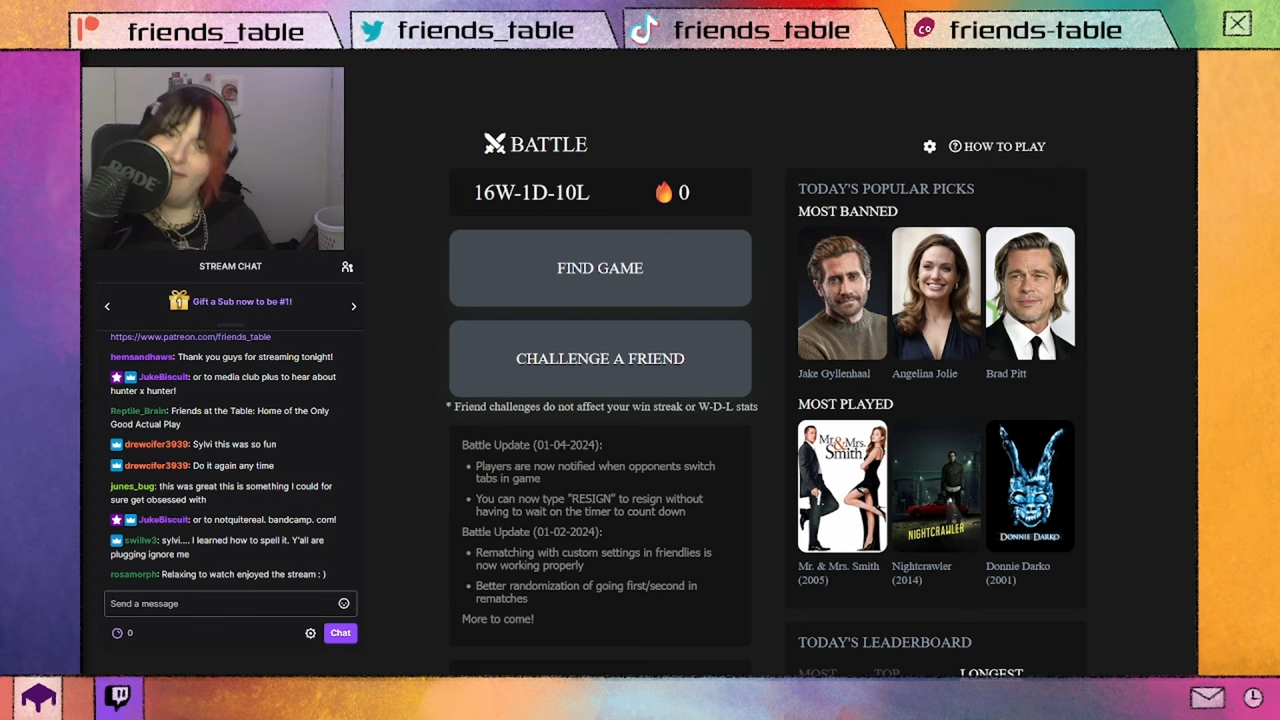 friends_table
friends_table
friends_table
friends-table
RØDE
STREAM CHAT
1
Gift a Sub now to be #1!
https://www.patreon.com/friends_table
hemsandhaws: Thank you guys for streaming tonight!
JukeBiscuit: or to media club plus to hear about
hunter x hunter!
Reptile_Brain: Friends at the Table: Home of the Only
Good Actual Play
drewcifer3939: Sylvi this was so fun
drewcifer3939: Do it again any time
junes_bug: this was great this is something I could for
sure get obsessed with
JukeBiscuit: or to notquitereal. bandcamp. com!
swillw3: sylvi.... I learned how to spell it. Y'all are
plugging ignore me
rosamorph: Relaxing to watch enjoyed the stream : )
Send a message
0
Chat
BATTLE
HOW TO PLAY
16W-1D-10L
0
FIND GAME
CHALLENGE A FRIEND
* Friend challenges do not affect your win streak or W-D-L stats
Battle Update (01-04-2024):
• Players are now notified when opponents switch
tabs in game
• You can now type "RESIGN" to resign without
having to wait on the timer to count down
Battle Update (01-02-2024):
• Rematching with custom settings in friendlies is
now working properly
• Better randomization of going first/second in
rematches
More to come!
TODAY'S POPULAR PICKS
MOST BANNED
Jake Gyllenhaal
Angelina Jolie
Brad Pitt
MOST PLAYED
Mr. & Mrs.
Smith
NIGHTCRAWLER
DONNIE DARKO
Mr. & Mrs. Smith
(2005)
Nightcrawler
(2014)
Donnie Darko
(2001)
TODAY'S LEADERBOARD
MOST
TOP
LONGEST